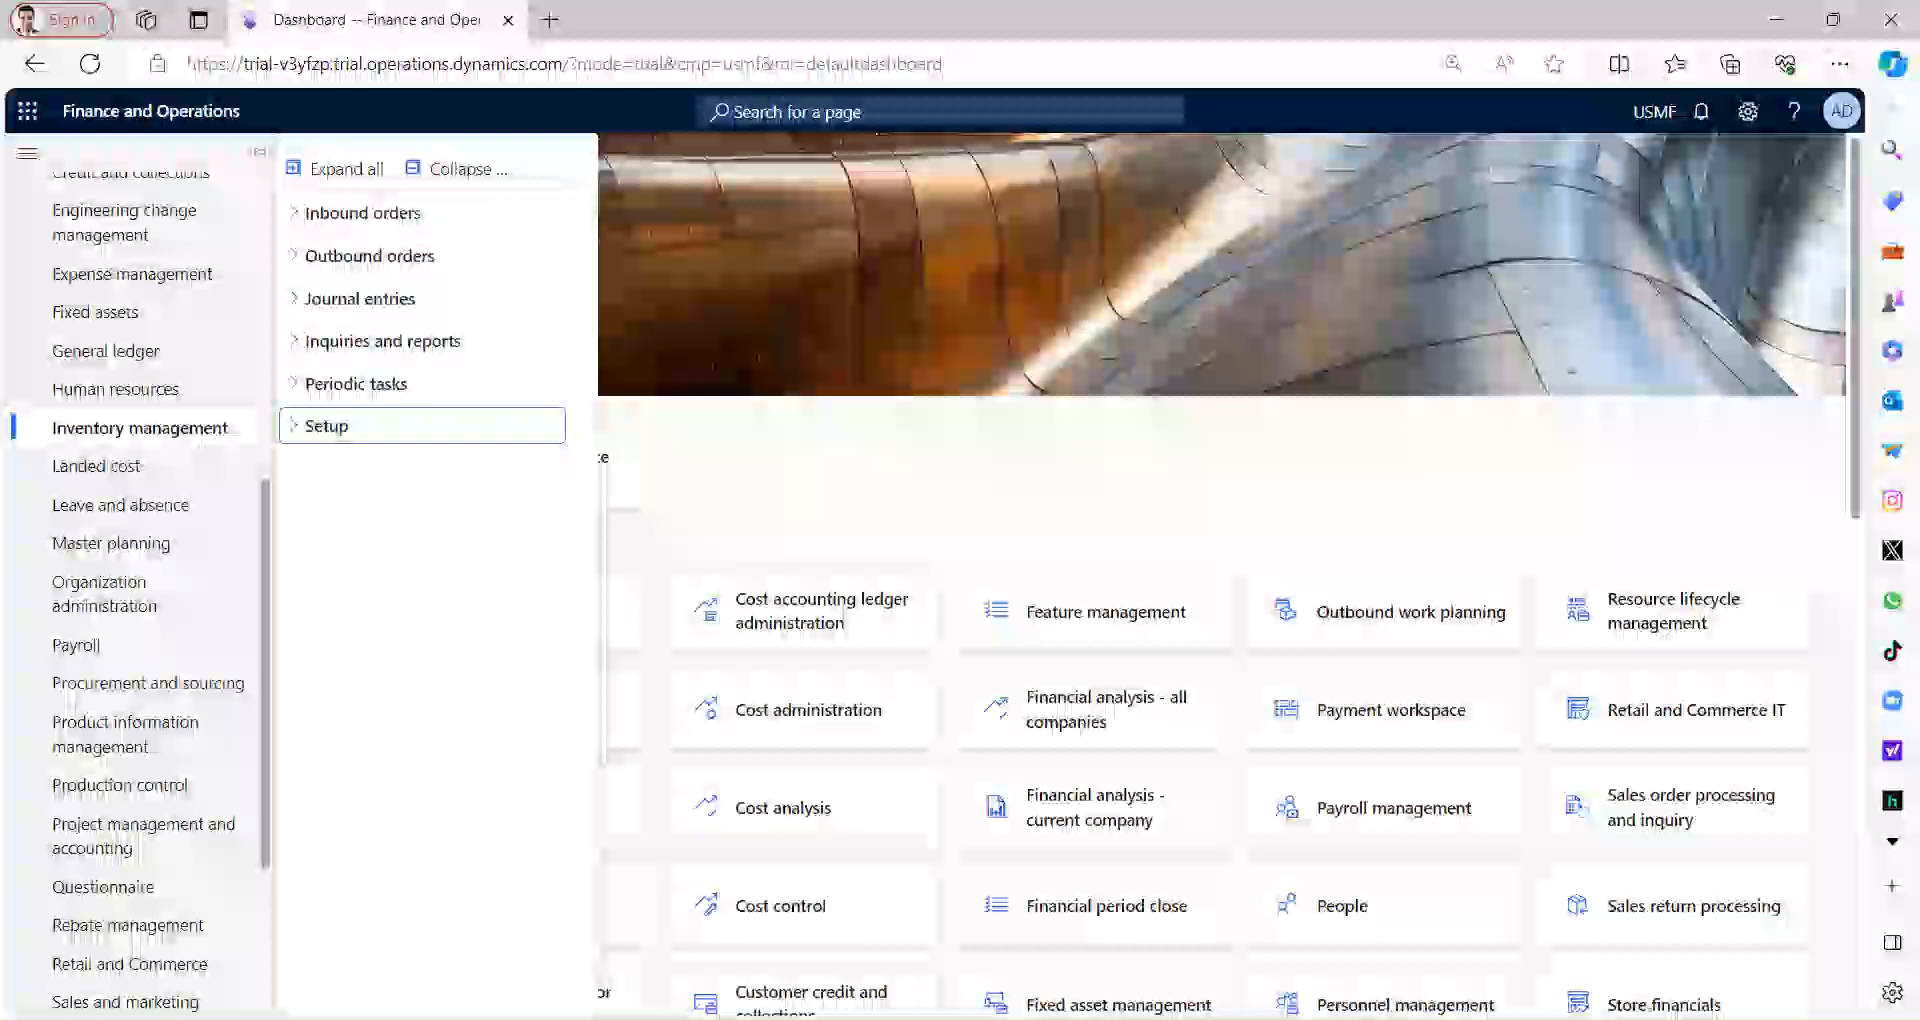 Sign in
Dashboard -- Finance and Oper
https://trial-v3yfzp.trial.operations.dynamics.com/?mode=trial&cmp=usmf&mi=defaultdashboard
Finance and Operations
Search for a page
USMF
?
AD
Credit and collections
Engineering change
management
Expense management
Fixed assets
General ledger
Human resources
Inventory management
Landed cost
Leave and absence
Master planning
Organization
administration
Payroll
Procurement and sourcing
Product information
management
Production control
Project management and
accounting
Questionnaire
Rebate management
Retail and Commerce
Sales and marketing
Expand all
Collapse ...
Inbound orders
Outbound orders
Journal entries
Inquiries and reports
Periodic tasks
Setup
te
or
Cost accounting ledger
administration
Feature management
Outbound work planning
Resource lifecycle
management
Cost administration
Financial analysis - all
companies
Payment workspace
Retail and Commerce IT
Cost analysis
Financial analysis -
current company
Payroll management
Sales order processing
and inquiry
Cost control
Financial period close
People
Sales return processing
Customer credit and
collections
Fixed asset management
Personnel management
Store financials